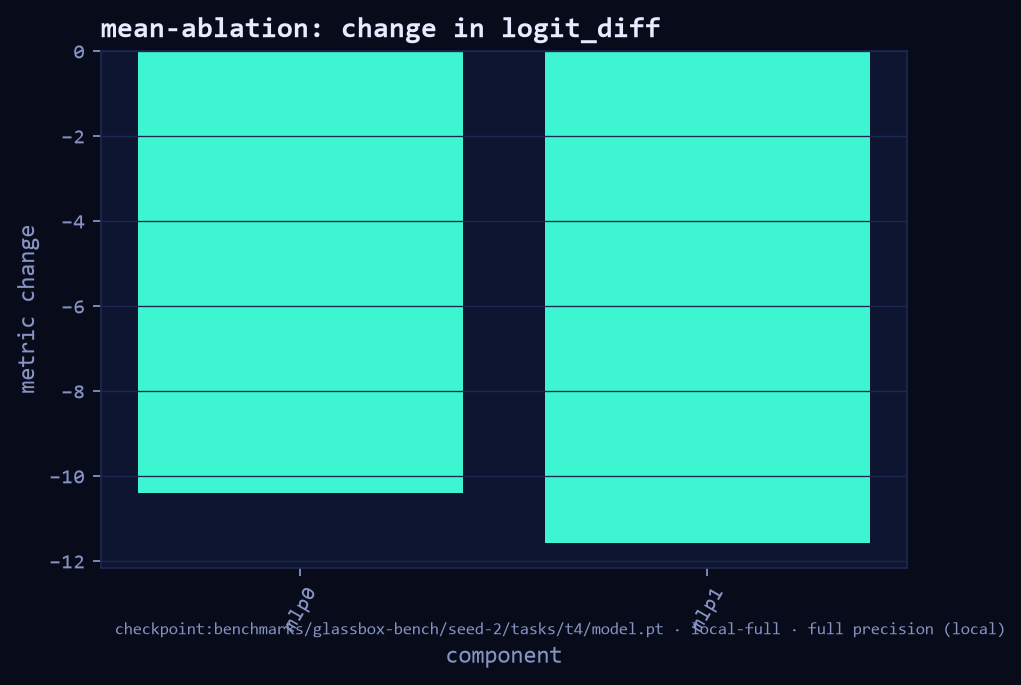 mean-ablation: change in logit_diff
0
−2
−4
−6
−8
−10
−12
metric change
mlp0
mlp1
checkpoint:benchmarks/glassbox-bench/seed-2/tasks/t4/model.pt · local-full · full precision (local)
component